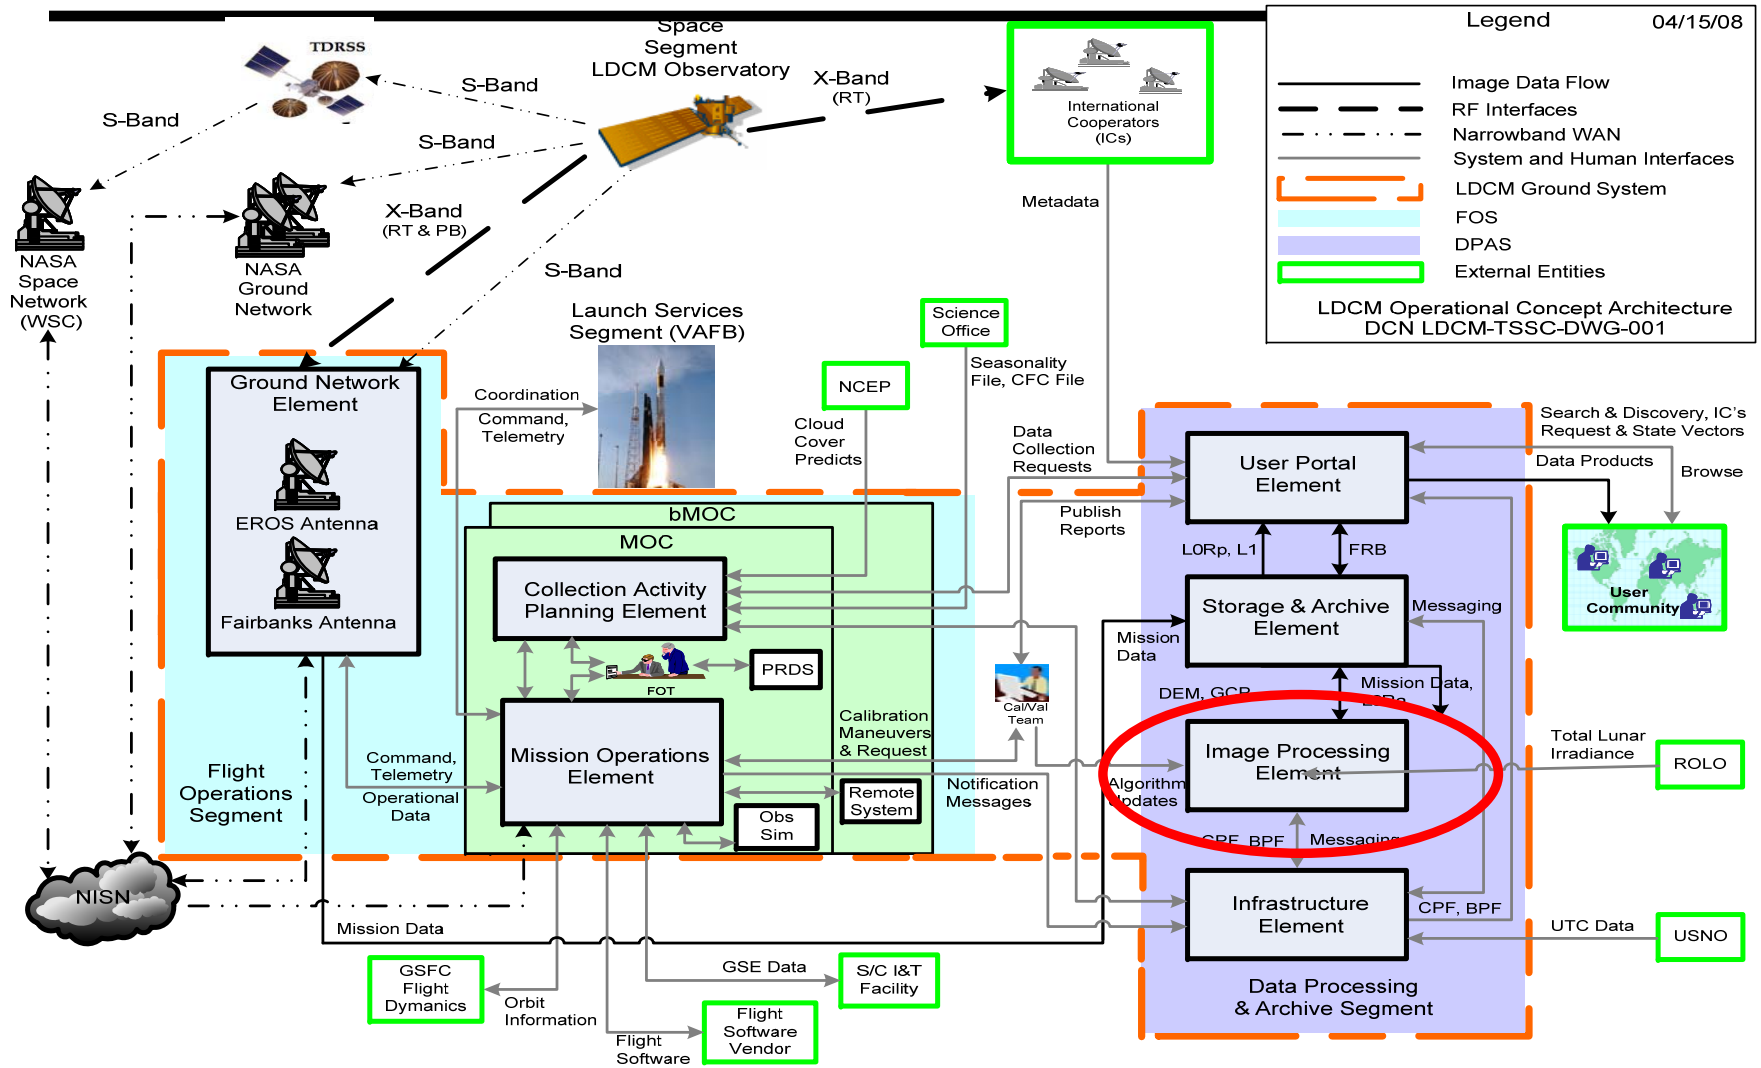 Space
Segment
LDCM Observatory
TDRSS
S-Band
S-Band
S-Band
X-Band
(RT)
X-Band
(RT & PB)
S-Band
International
Cooperators
(ICs)
Metadata
Legend
04/15/08
Image Data Flow
RF Interfaces
Narrowband WAN
System and Human Interfaces
LDCM Ground System
FOS
DPAS
External Entities
LDCM Operational Concept Architecture
DCN LDCM-TSSC-DWG-001
NASA
Space
Network
(WSC)
NASA
Ground
Network
Launch Services
Segment (VAFB)
Science
Office
NCEP
Seasonality
File, CFC File
Cloud
Cover
Predicts
Coordination
Command,
Telemetry
Ground Network
Element
EROS Antenna
Fairbanks Antenna
Flight
Operations
Segment
Command,
Telemetry
Operational
Data
bMOC
MOC
Collection Activity
Planning Element
FOT
PRDS
Mission Operations
Element
Calibration
Maneuvers
& Request
Remote
System
Obs
Sim
Data
Collection
Requests
Publish
Reports
Cal/Val
Team
Notification
Messages
Algorithm
Updates
User Portal
Element
L0Rp, L1
FRB
Storage & Archive
Element
Messaging
Mission
Data
DEM,
Mission Data,
Image Processing
Element
BPF
Messaging
Infrastructure
Element
CPF, BPF
Data Processing
& Archive Segment
Search & Discovery, IC's
Request & State Vectors
Data Products
Browse
User
Community
Total Lunar
Irradiance
ROLO
UTC Data
USNO
NISN
Mission Data
GSFC
Flight
Dymanics
Orbit
Information
Flight
Software
GSE Data
S/C I&T
Facility
Flight
Software
Vendor